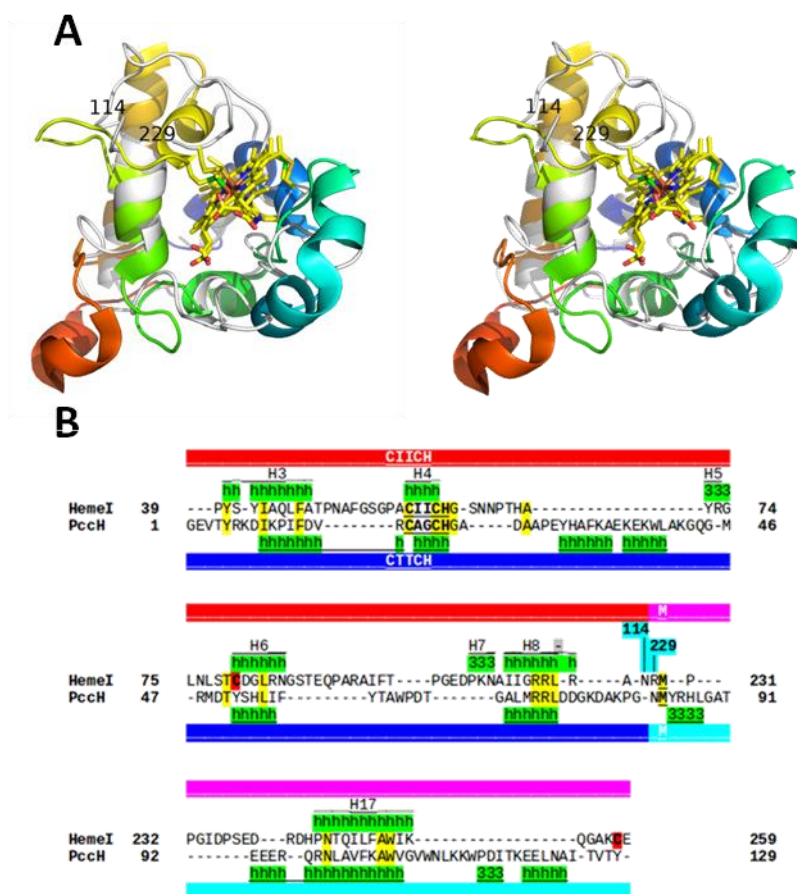 A
114
229
114
229
B
CIICH
H3 H4 H5
hh hhhhhhh hhhh 333
HemeI 39 ---PYS-YIAQLFATPNAFGSGPACIICHG-SNNPTHA----------------YRG 74
PccH 1 GEVTYRKDIKPIFDV-------RCAGCHGA----DAAPEYHAFKAEKEKWLAKGQG-M 46
hhhhhhh h hhhh hhhhhhh hhhhhh
CTTCH
M
114
229
H6 H7 H8 -
hhhhhh 333 hhhhhh h
HemeI 75 LNLSTCDGLRNGSTEQPARAIFT----PGEDPKNAIIGRRL-R-----A-NRM--P--- 231
PccH 47 -RMDTYSHLIF-----YTAWPDT------GALMRRLDDGKDAKPG-NMYRHLGAT 91
hhhhh hhhhhh 3333
M
H17
hhhhhhhhhhh
HemeI 232 PGIDPSED--RDHPNTQILFAWIK----------------QGAKCE 259
PccH 92 ------EEER--QRNLAVFKAWVGVWNLKKWPDITKEELNAI-TVTY- 129
hhhh hhhhhhhhhhh 333 hhhhh